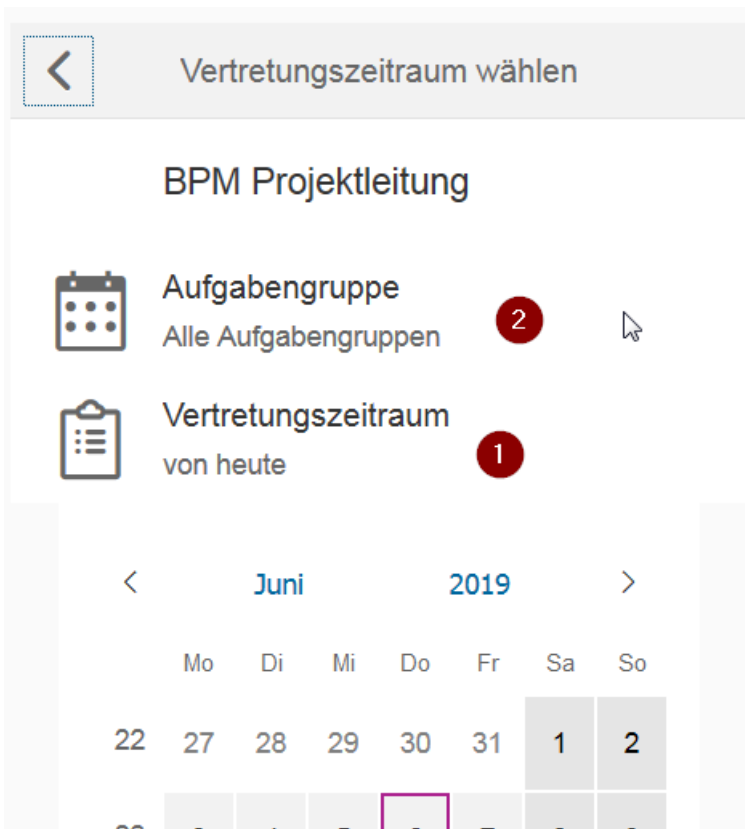 Vertretungszeitraum wählen
BPM Projektleitung
Aufgabengruppe
Alle Aufgabengruppen
2
Vertretungszeitraum
von heute
1
Juni 2019
Mo Di Mi Do Fr Sa So
22 27 28 29 30 31 1 2